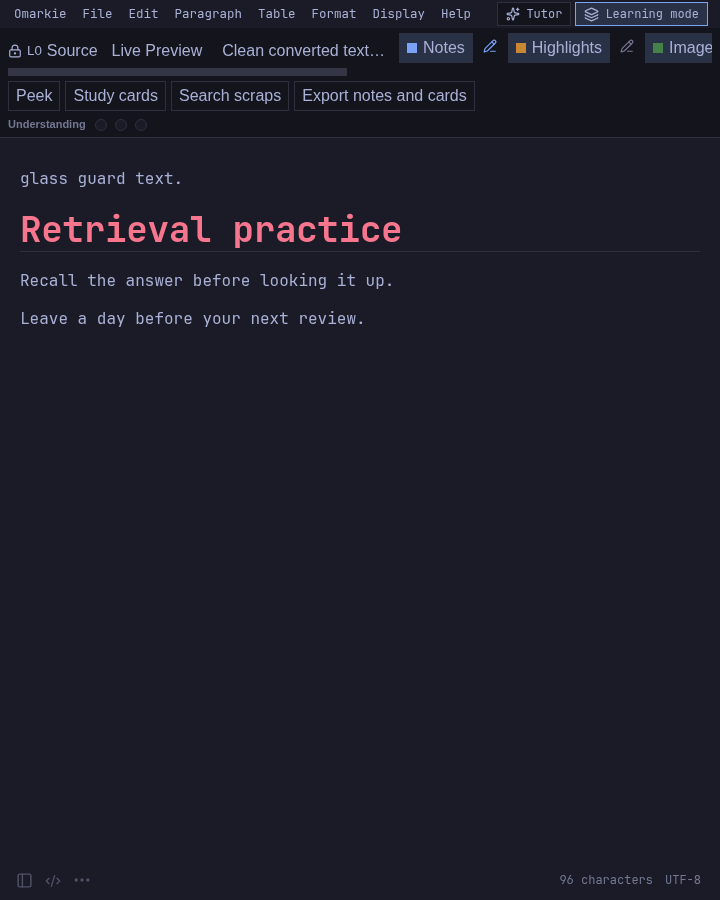 Omarkie File Edit Paragraph Table Format Display Help Tutor Learning mode
L0 Source Live Preview Clean converted text… Notes Highlights Image
Peek Study cards Search scraps Export notes and cards
Understanding
glass guard text.
Retrieval practice
Recall the answer before looking it up.
Leave a day before your next review.
96 characters UTF-8